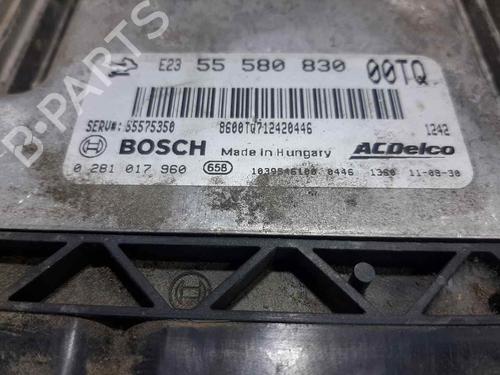 E23 55 580 830 00TQ
SERV#: 55575350 8600TQ712420446 1242
BOSCH Made in Hungary ACDelco
0 281 017 960 658 1039S46100 0446 1360 11-08-30
B-Parts